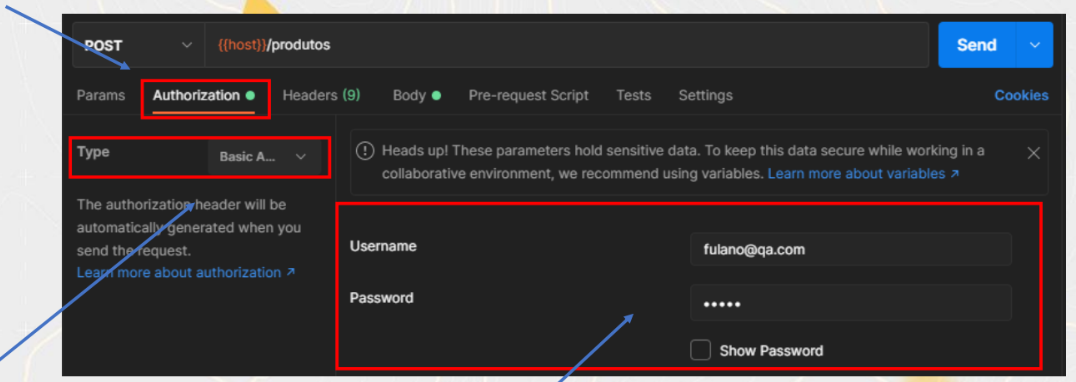 POST {{host}}/produtos Send
Params Authorization Headers (9) Body Pre-request Script Tests Settings Cookies
Type Basic A...
Heads up! These parameters hold sensitive data. To keep this data secure while working in a
collaborative environment, we recommend using variables. Learn more about variables ↗
The authorization header will be
automatically generated when you
send the request.
Learn more about authorization ↗
Username fulano@qa.com
Password •••••
Show Password